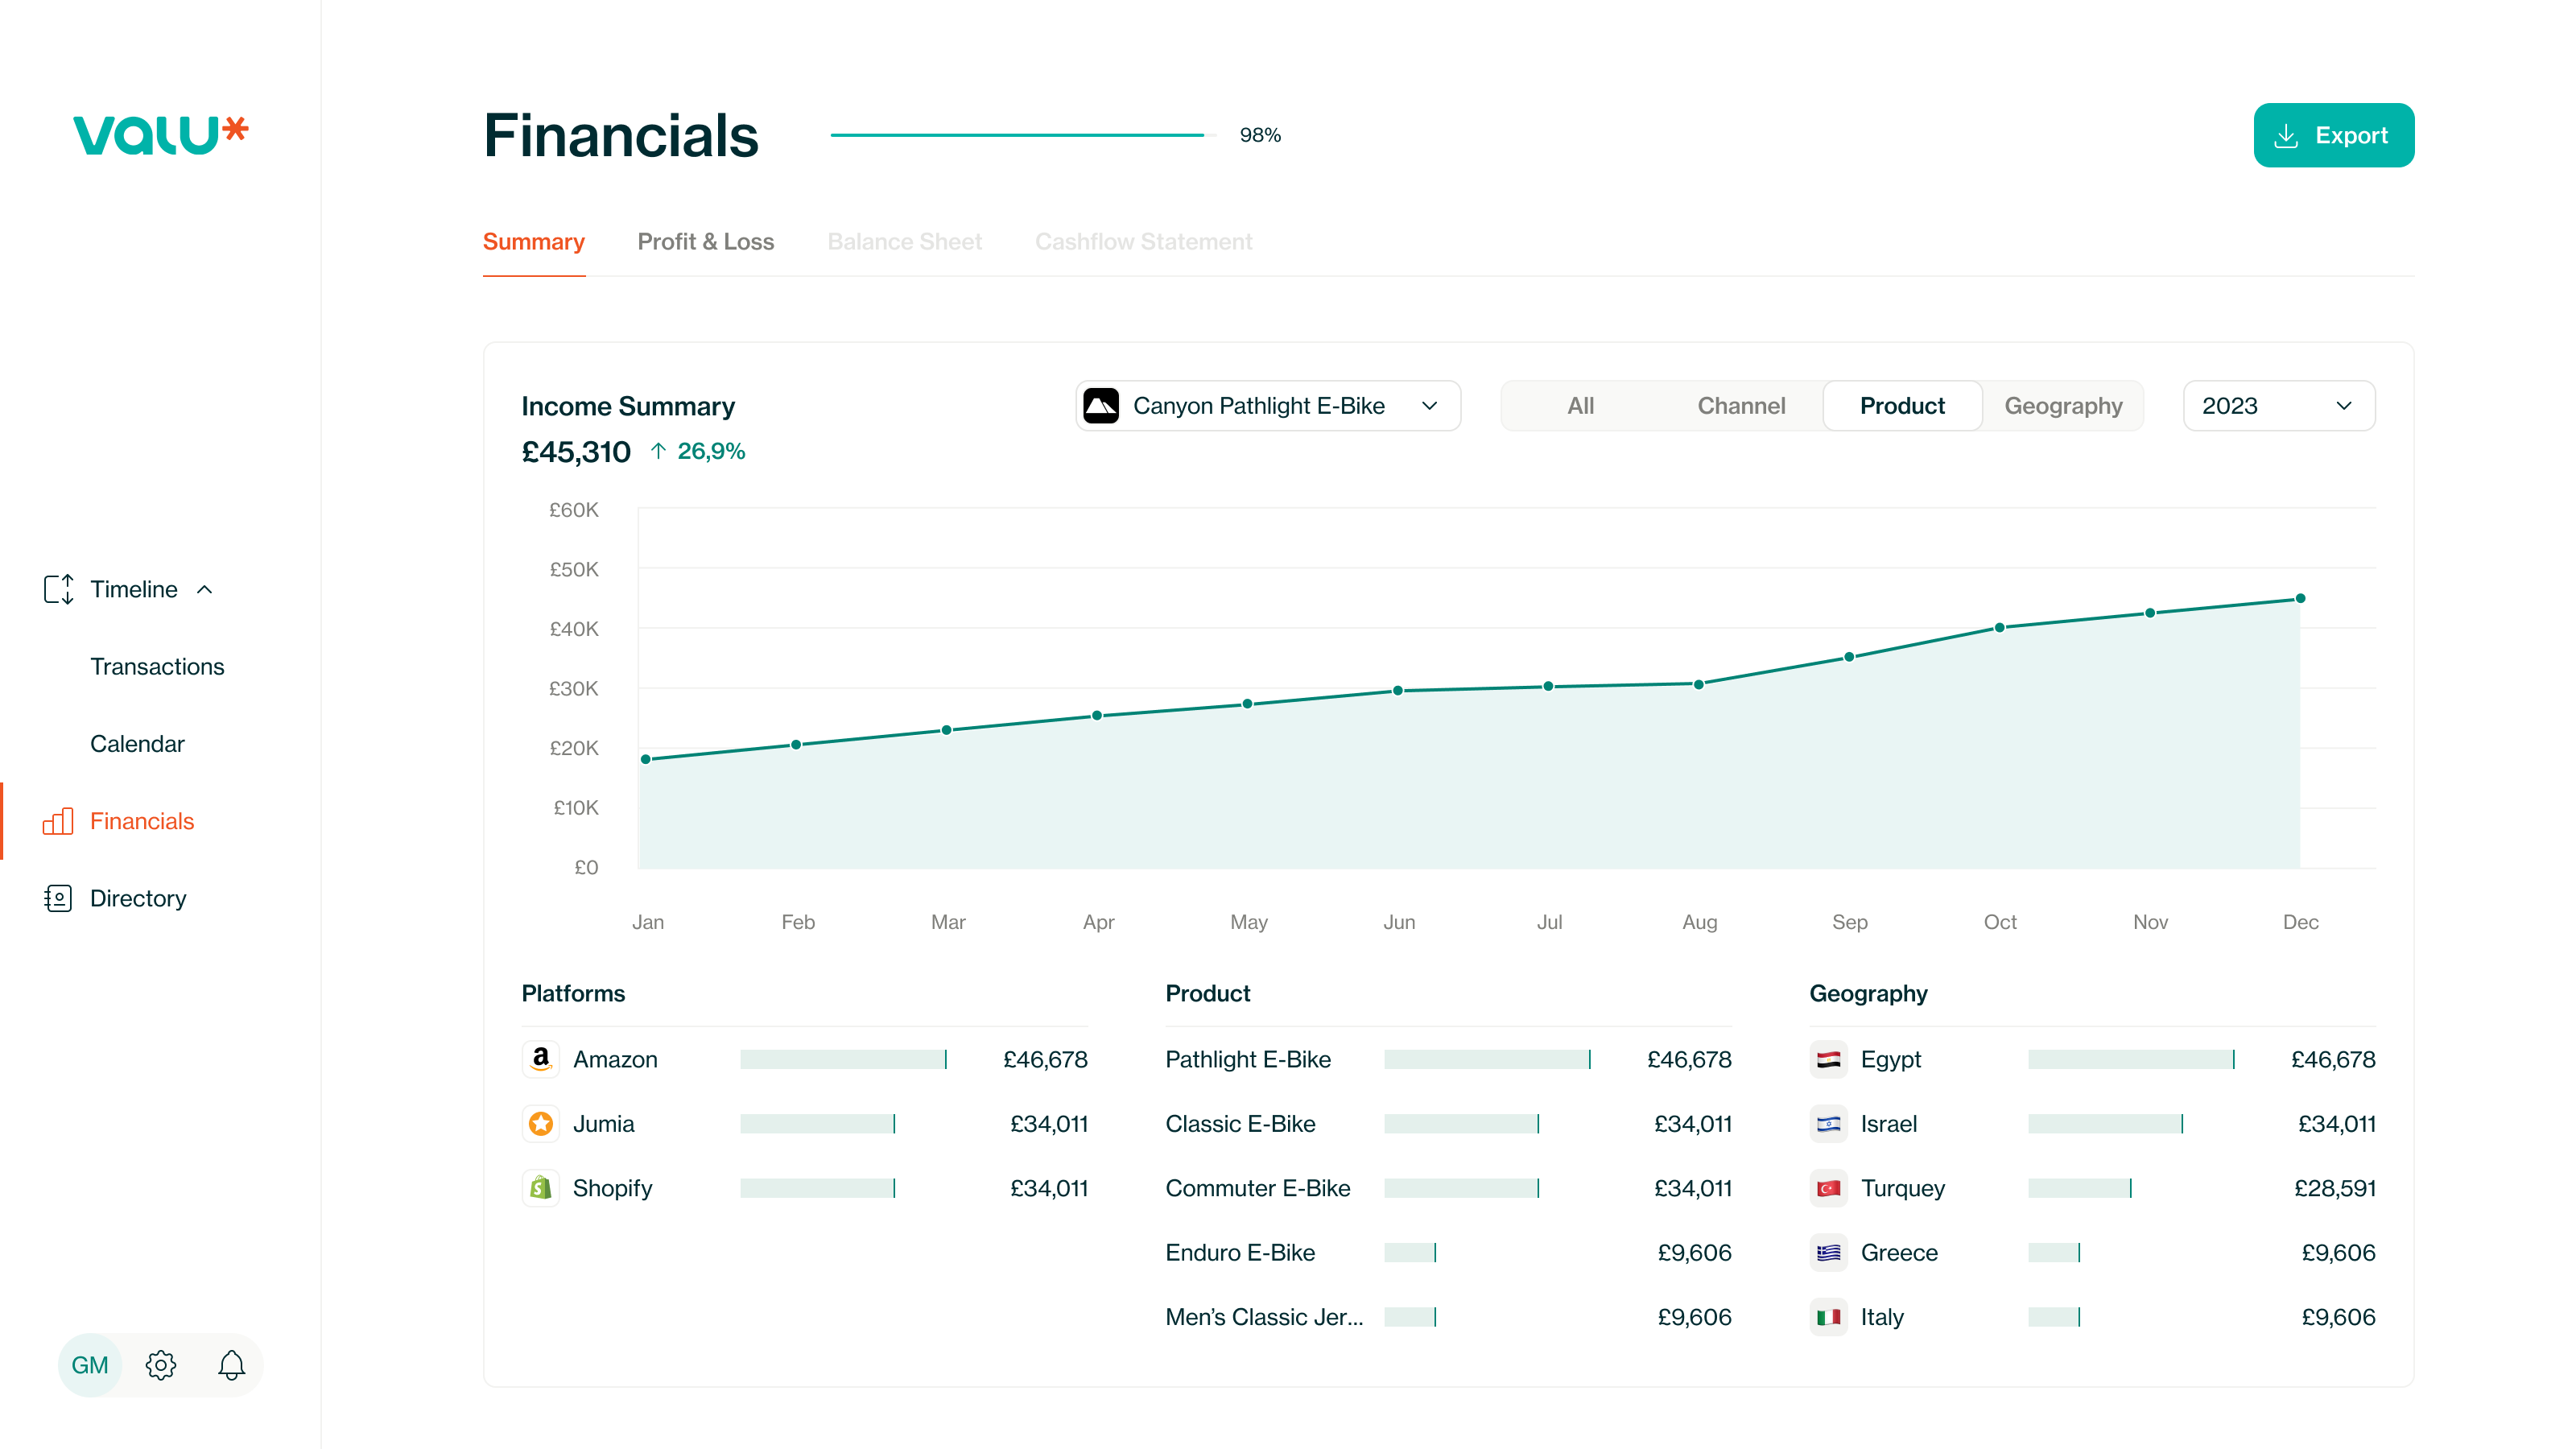 valu*
Financials
98%
Export
Summary
Profit & Loss
Balance Sheet
Cashflow Statement
Income Summary
£45,310
26,9%
Canyon Pathlight E-Bike
All
Channel
Product
Geography
2023
£60K
£50K
£40K
£30K
£20K
£10K
£0
Jan
Feb
Mar
Apr
May
Jun
Jul
Aug
Sep
Oct
Nov
Dec
Timeline
Transactions
Calendar
Financials
Directory
GM
Platforms
Amazon £46,678
Jumia £34,011
Shopify £34,011
Product
Pathlight E-Bike £46,678
Classic E-Bike £34,011
Commuter E-Bike £34,011
Enduro E-Bike £9,606
Men’s Classic Jer... £9,606
Geography
Egypt £46,678
Israel £34,011
Turquey £28,591
Greece £9,606
Italy £9,606